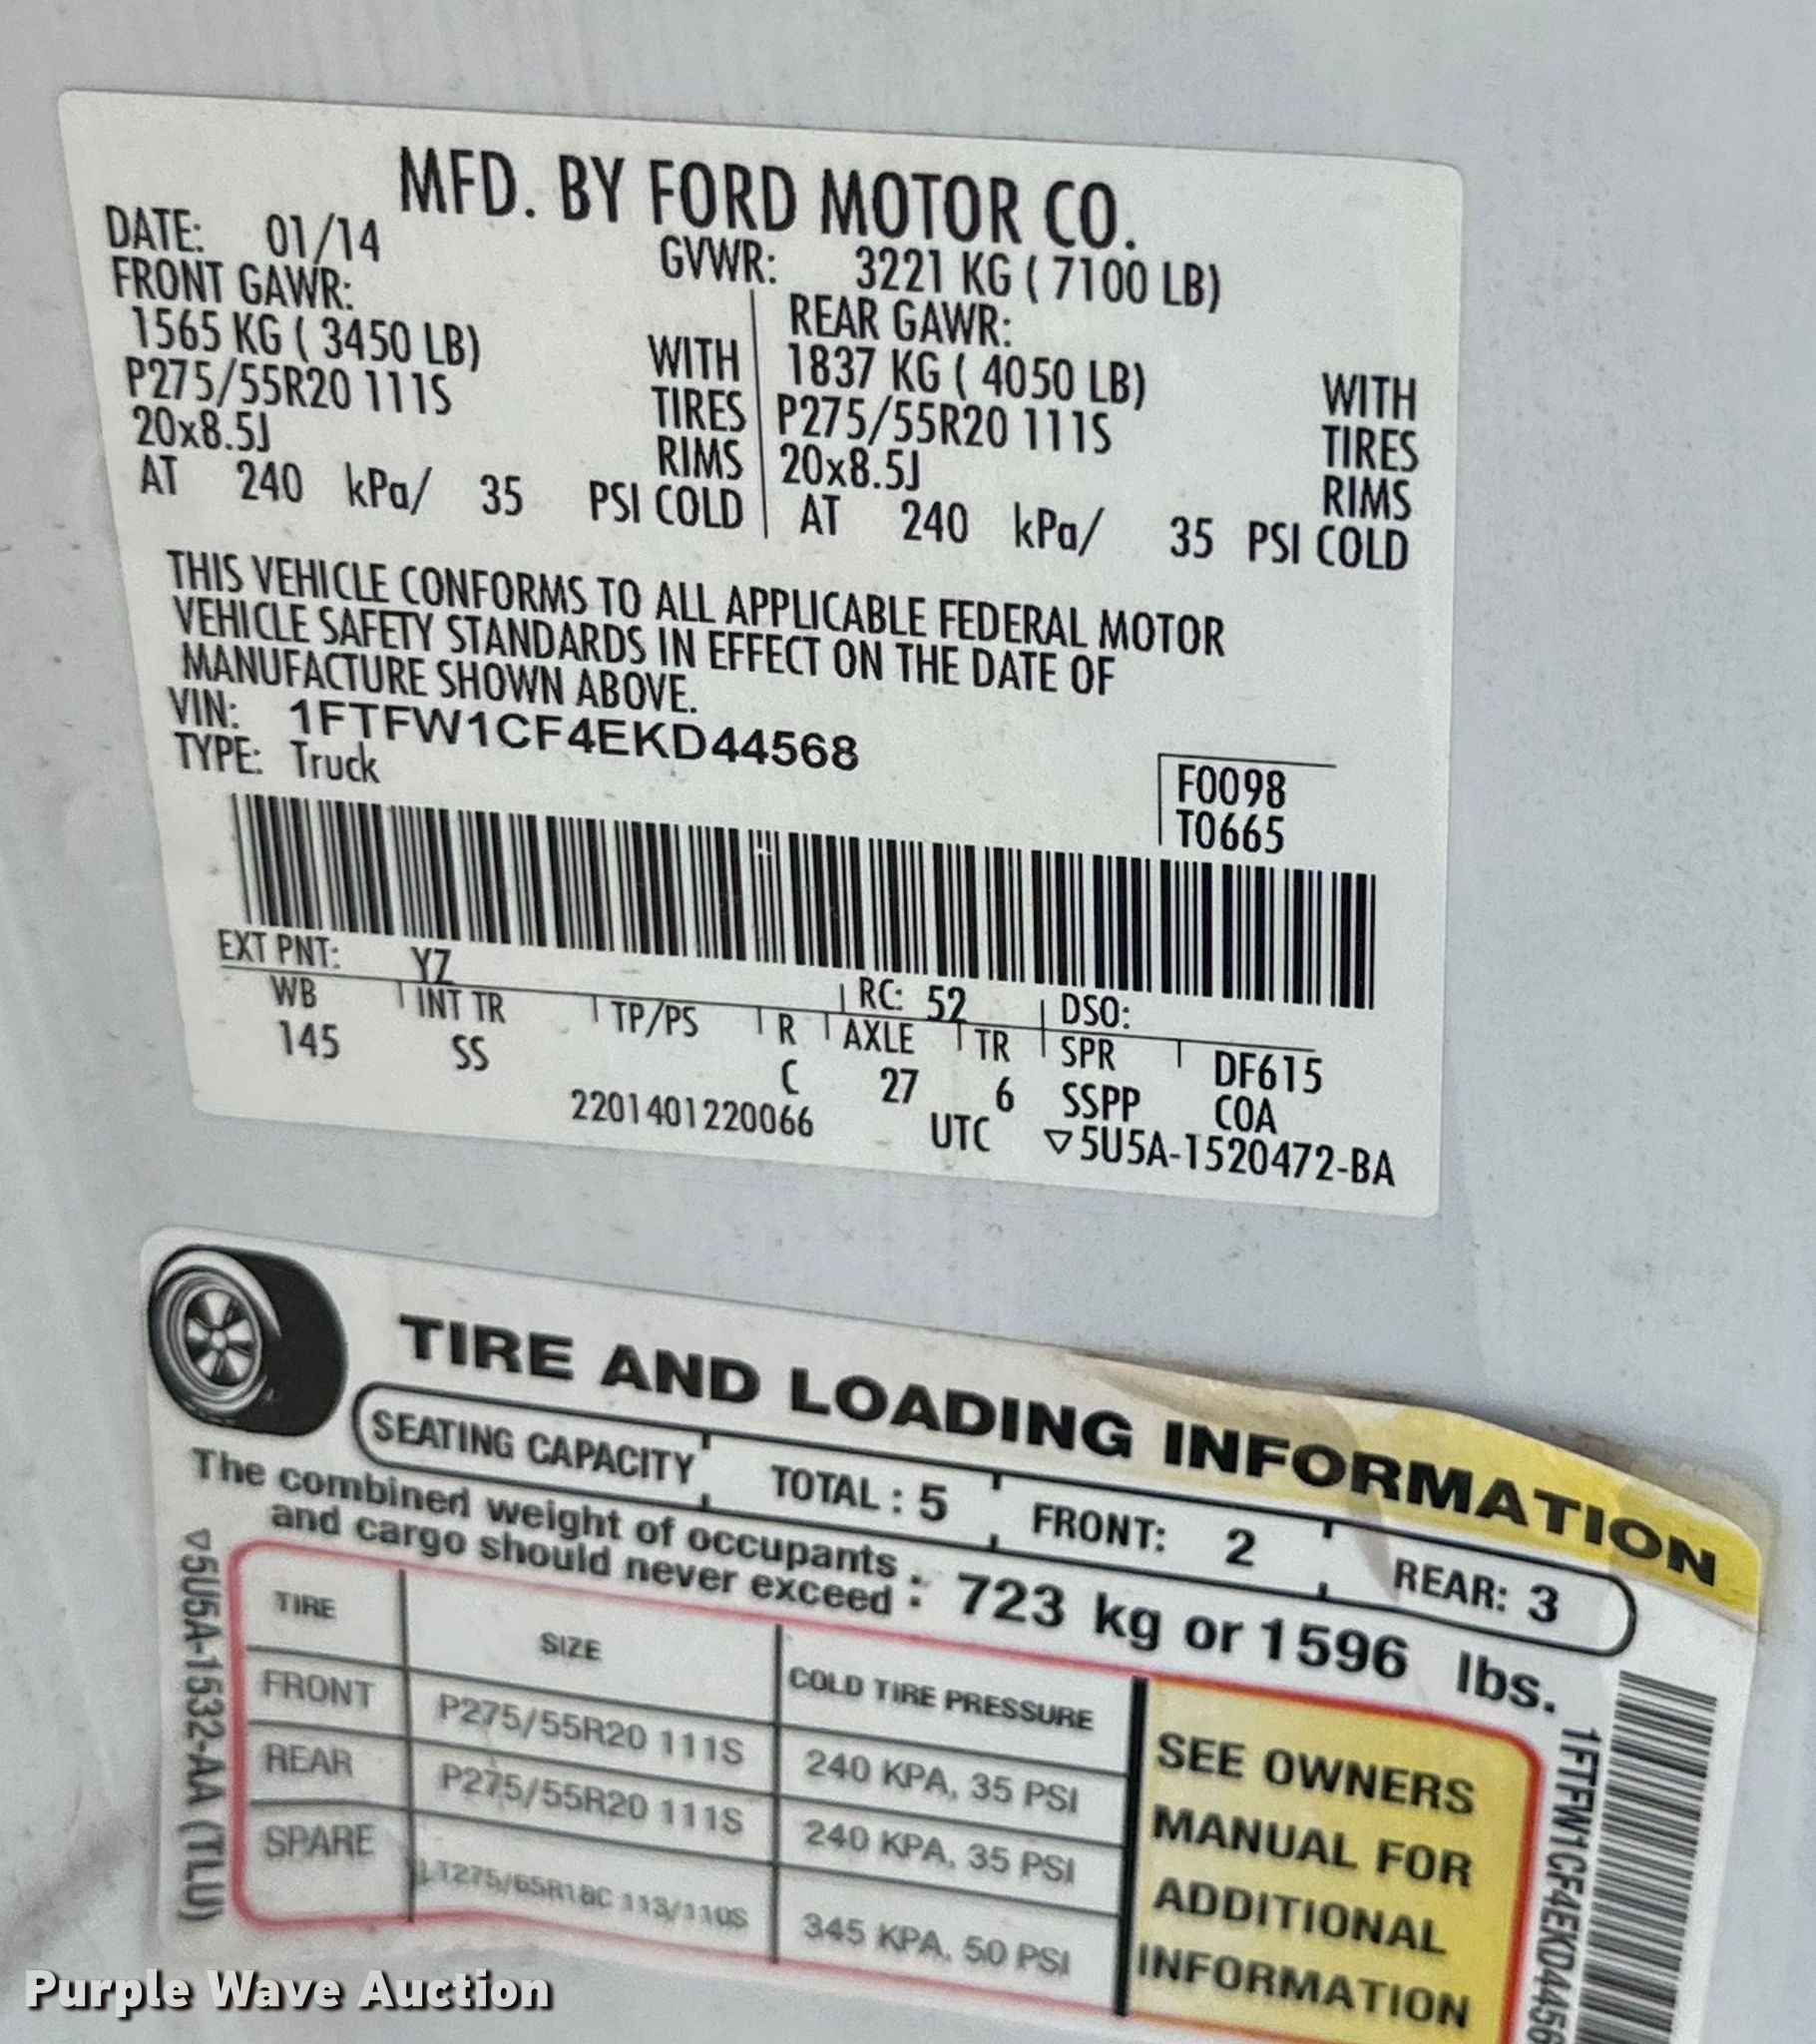 MFD. BY FORD MOTOR CO.
DATE: 01/14 GVWR: 3221 KG ( 7100 LB)
FRONT GAWR: REAR GAWR:
1565 KG ( 3450 LB) WITH 1837 KG ( 4050 LB) WITH
P275/55R20 111S TIRES P275/55R20 111S TIRES
20x8.5J RIMS 20x8.5J RIMS
AT 240 kPa/ 35 PSI COLD AT 240 kPa/ 35 PSI COLD
THIS VEHICLE CONFORMS TO ALL APPLICABLE FEDERAL MOTOR
VEHICLE SAFETY STANDARDS IN EFFECT ON THE DATE OF
MANUFACTURE SHOWN ABOVE.
VIN: 1FTFW1CF4EKD44568
TYPE: Truck
F0098
T0665
EXT PNT: YZ RC: 52 DSO:
WB INT TR TP/PS R AXLE TR SPR DF615
145 SS C 27 6 SSPP COA
2201401220066 UTC ▽5U5A-1520472-BA
TIRE AND LOADING INFORMATION
SEATING CAPACITY TOTAL : 5 FRONT: 2 REAR: 3
The combined weight of occupants
and cargo should never exceed : 723 kg or 1596 lbs.
TIRE SIZE COLD TIRE PRESSURE
FRONT P275/55R20 111S 240 KPA, 35 PSI
REAR P275/55R20 111S 240 KPA, 35 PSI
SPARE LT275/65R18C 113/110S 345 KPA, 50 PSI
SEE OWNERS
MANUAL FOR
ADDITIONAL
INFORMATION
▽5U5A-1532-AA (TLU)
1FTFW1CF4EKD4456
Purple Wave Auction